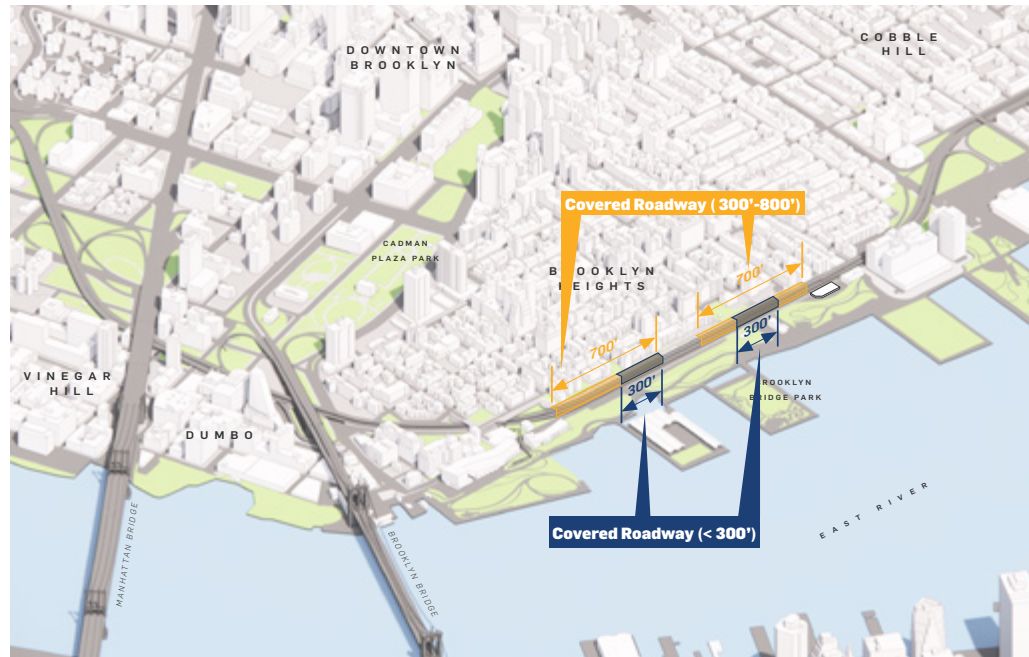 DOWNTOWN
BROOKLYN
COBBLE
HILL
Covered Roadway ( 300'-800')
CADMAN
PLAZA PARK
BROOKLYN
HEIGHTS
700'
300'
700'
300'
VINEGAR
HILL
BROOKLYN
BRIDGE PARK
DUMBO
EAST RIVER
MANHATTAN BRIDGE
BROOKLYN BRIDGE
Covered Roadway (< 300')